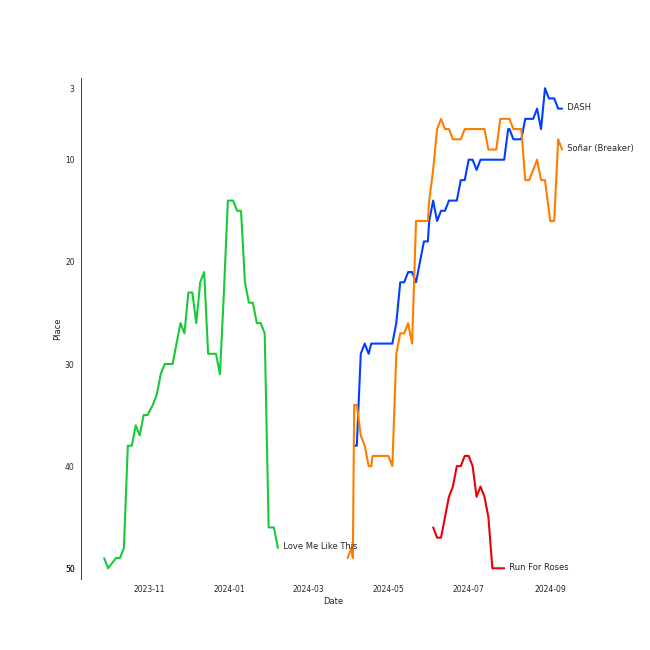 3
DASH
Soñar (Breaker)
10
20
Place
30
40
Love Me Like This
50
Run For Roses
2023-11
2024-01
2024-03
2024-05
2024-07
2024-09
Date